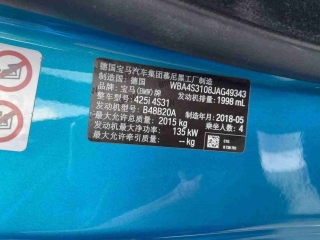 德国宝马汽车集团慕尼黑工厂制造
制造国：德国 WBA4S3108JAG49343
品牌：宝马(BMW)牌 发动机排量：1998 mL
整车型号：425i 4S31
发动机型号：B48B20A 制造年月：2018-05
最大允许总质量：2015 kg 乘坐人数：4
发动机最大净功率：135 kW
最大允许牵引质量：-- kg